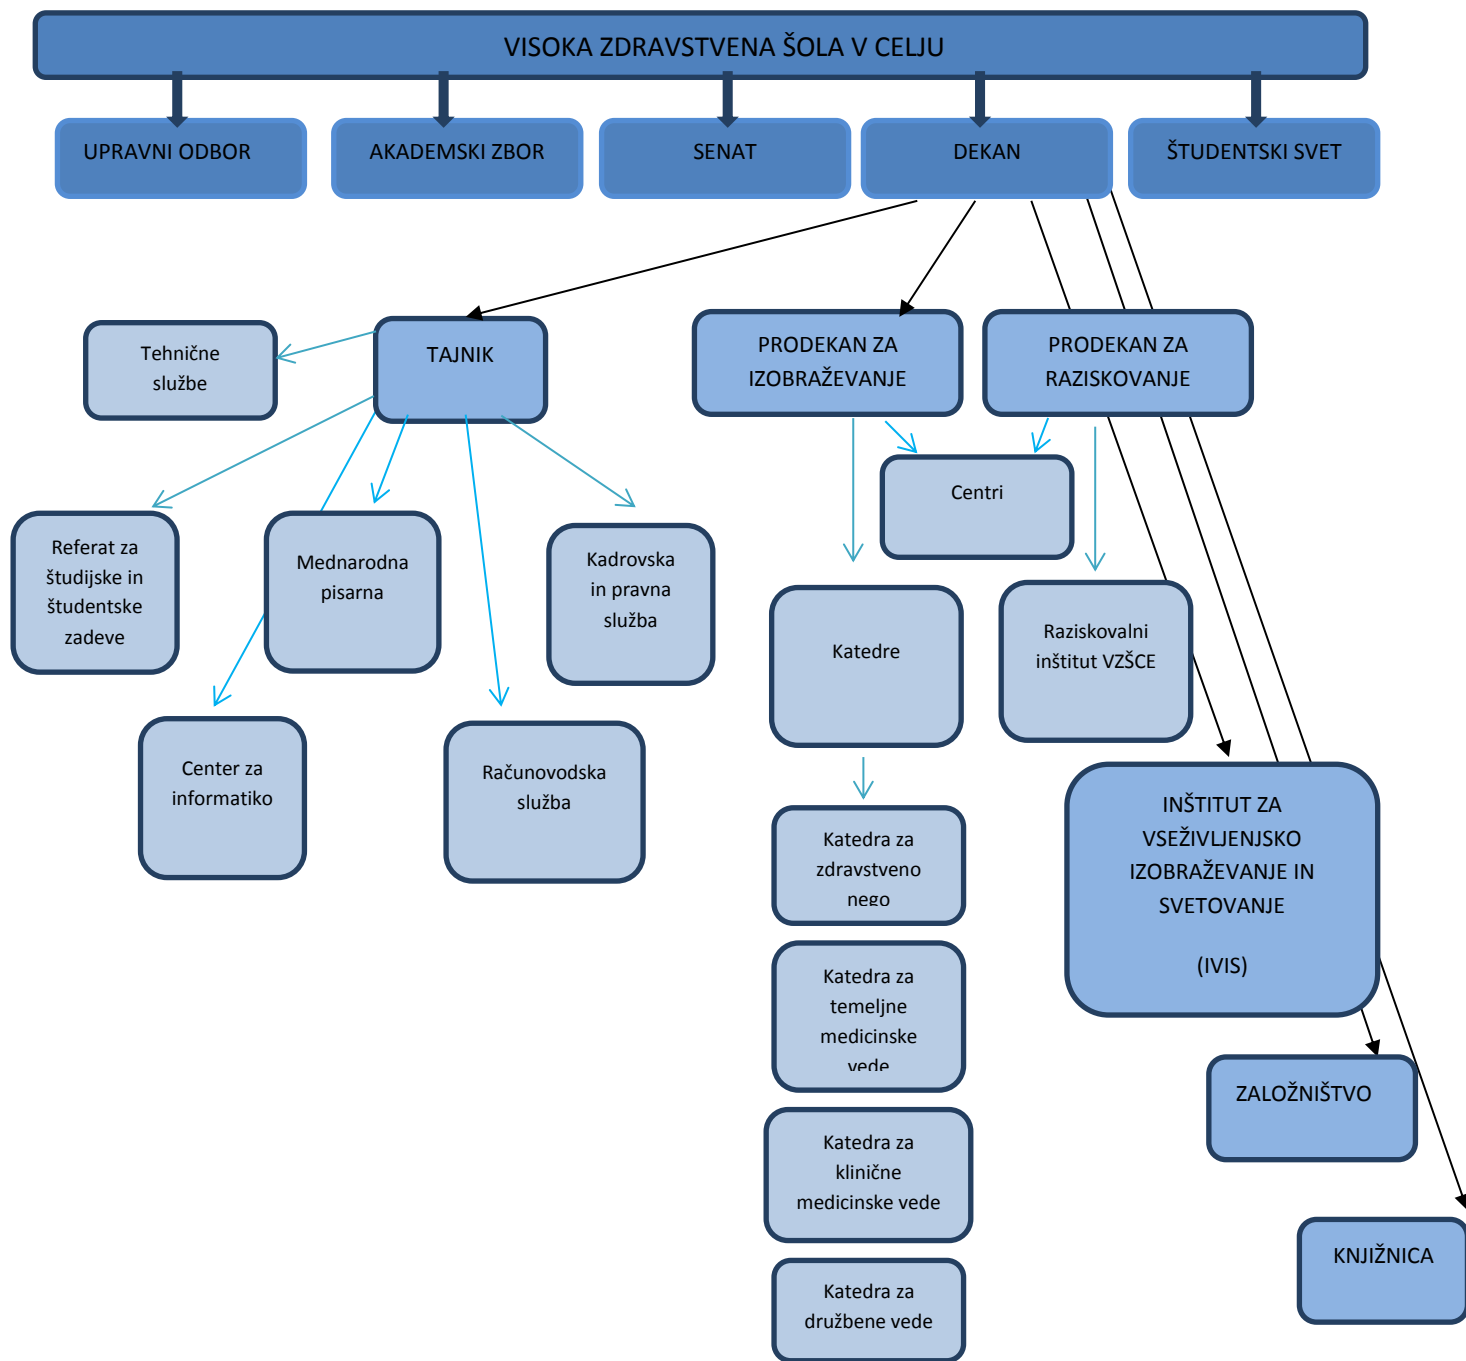 VISOKA ZDRAVSTVENA ŠOLA V CELJU
UPRAVNI ODBOR
AKADEMSKI ZBOR
SENAT
DEKAN
ŠTUDENTSKI SVET
Tehnične
službe
TAJNIK
PRODEKAN ZA
IZOBRAŽEVANJE
PRODEKAN ZA
RAZISKOVANJE
Centri
Referat za
študijske in
študentske
zadeve
Mednarodna
pisarna
Kadrovska
in pravna
služba
Katedre
Raziskovalni
inštitut VZŠCE
Center za
informatiko
Računovodska
služba
INŠTITUT ZA
VSEŽIVLJENJSKO
IZOBRAŽEVANJE IN
SVETOVANJE
(IVIS)
Katedra za
zdravstveno
nego
Katedra za
temeljne
medicinske
vede
ZALOŽNIŠTVO
Katedra za
klinične
medicinske vede
KNJIŽNICA
Katedra za
družbene vede